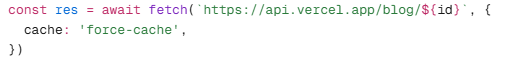 const res = await fetch(`https://api.vercel.app/blog/${id}`, {
  cache: 'force-cache',
})